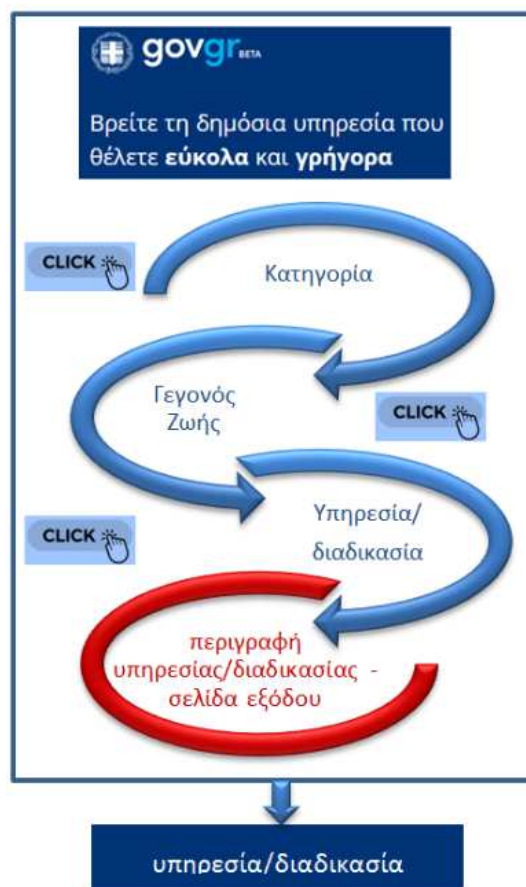 govgr BETA
Βρείτε τη δημόσια υπηρεσία που
θέλετε εύκολα και γρήγορα
CLICK
Κατηγορία
Γεγονός
Ζωής
CLICK
Υπηρεσία/
διαδικασία
CLICK
περιγραφή
υπηρεσίας/διαδικασίας -
σελίδα εξόδου
υπηρεσία/διαδικασία